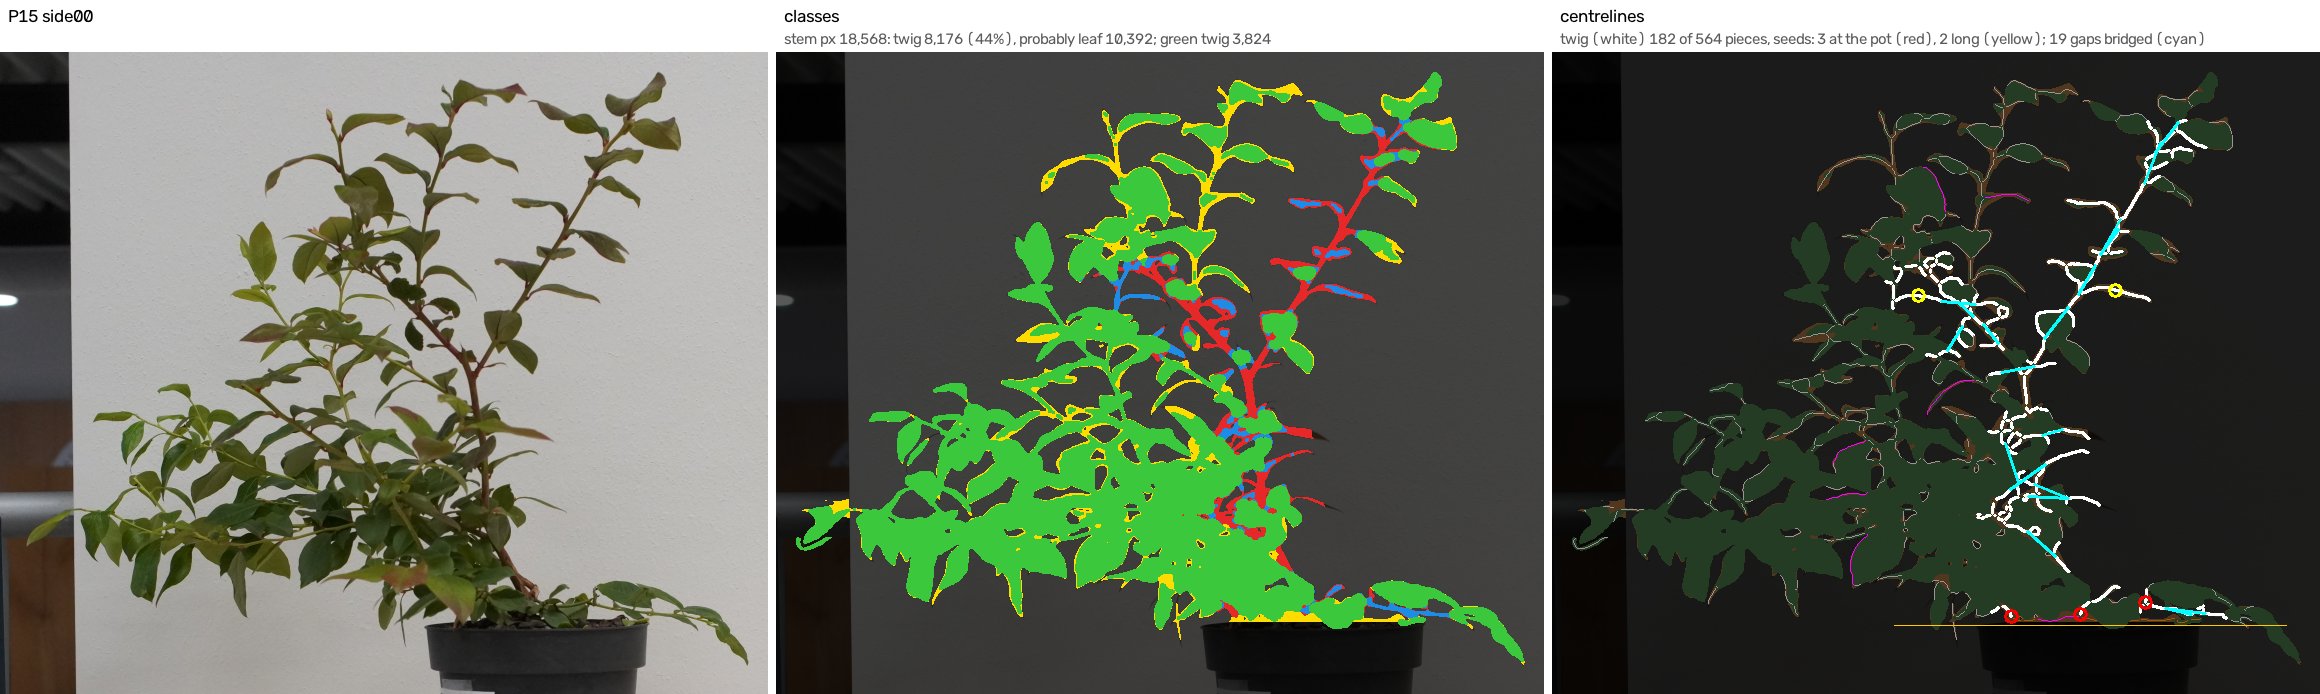 P15 side00
classes
stem px 18,568: twig 8,176 (44%), probably leaf 10,392; green twig 3,824
centrelines
twig (white) 182 of 564 pieces, seeds: 3 at the pot (red), 2 long (yellow); 19 gaps bridged (cyan)